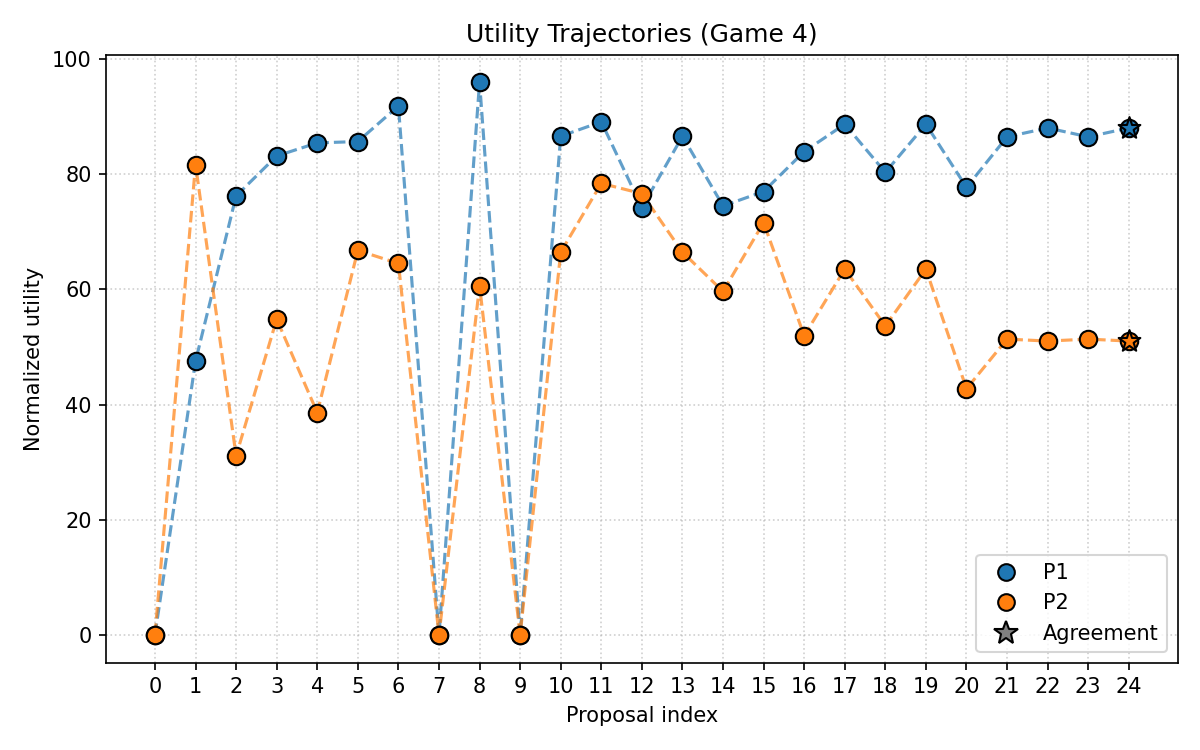 Utility Trajectories (Game 4)
Normalized utility
100
80
60
40
20
0
0 1 2 3 4 5 6 7 8 9 10 11 12 13 14 15 16 17 18 19 20 21 22 23 24
Proposal index
P1
P2
Agreement